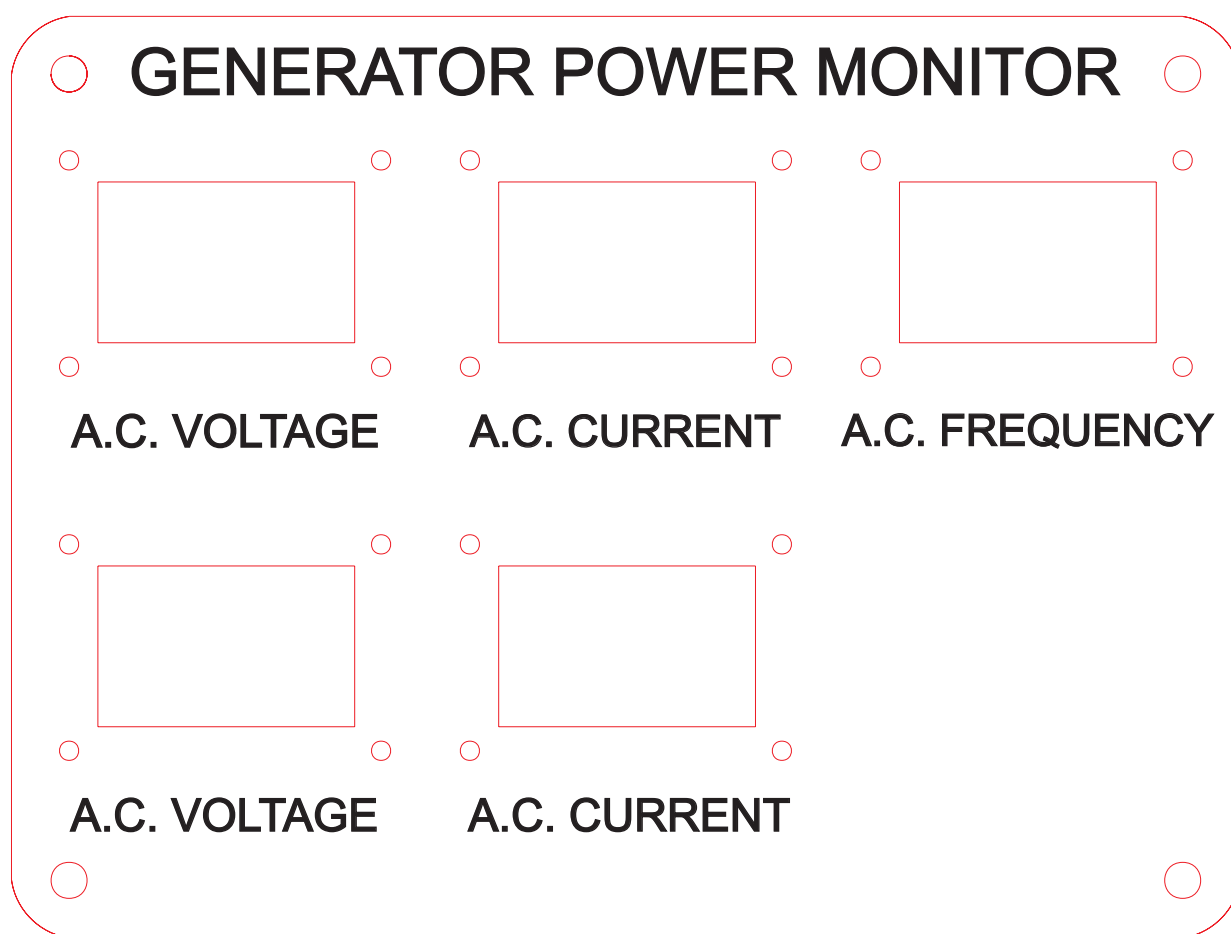 GENERATOR POWER MONITOR
A.C. VOLTAGE
A.C. CURRENT
A.C. FREQUENCY
A.C. VOLTAGE
A.C. CURRENT